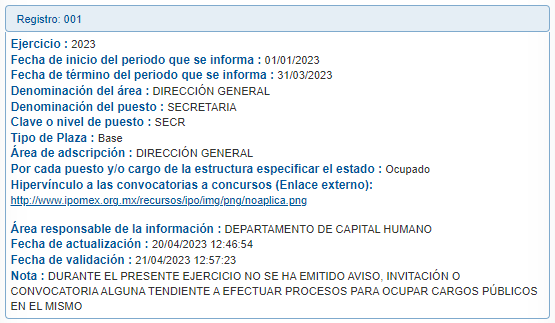 Registro: 001
Ejercicio : 2023
Fecha de inicio del periodo que se informa : 01/01/2023
Fecha de término del periodo que se informa : 31/03/2023
Denominación del área : DIRECCIÓN GENERAL
Denominación del puesto : SECRETARIA
Clave o nivel de puesto : SECR
Tipo de Plaza : Base
Área de adscripción : DIRECCIÓN GENERAL
Por cada puesto y/o cargo de la estructura especificar el estado : Ocupado
Hipervínculo a las convocatorias a concursos (Enlace externo):
http://www.ipomex.org.mx/recursos/ipo/img/png/noaplica.png
Área responsable de la información : DEPARTAMENTO DE CAPITAL HUMANO
Fecha de actualización : 20/04/2023 12:46:54
Fecha de validación : 21/04/2023 12:57:23
Nota : DURANTE EL PRESENTE EJERCICIO NO SE HA EMITIDO AVISO, INVITACIÓN O
CONVOCATORIA ALGUNA TENDIENTE A EFECTUAR PROCESOS PARA OCUPAR CARGOS PÚBLICOS
EN EL MISMO